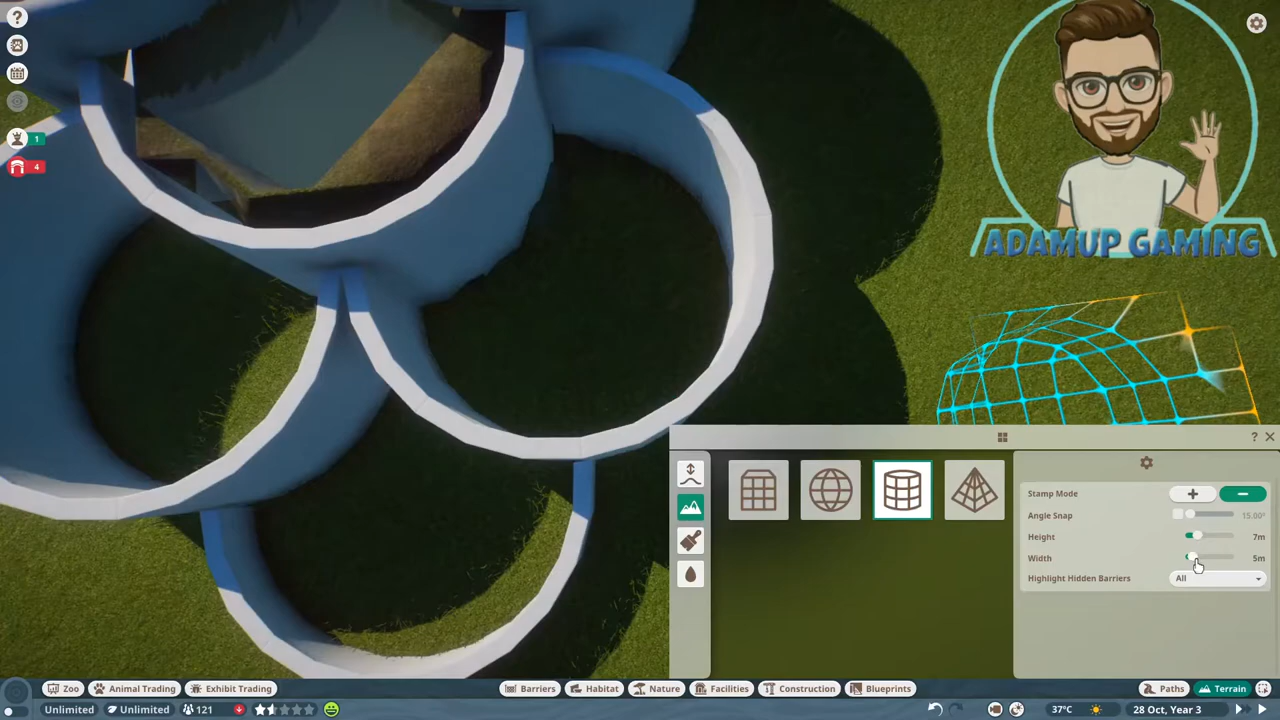 ?
1
4
ADAMUP GAMING
?
Stamp Mode
Angle Snap 15.00°
Height 7m
Width 5m
Highlight Hidden Barriers All
Zoo Animal Trading Exhibit Trading Barriers Habitat Nature Facilities Construction Blueprints Paths Terrain
Unlimited Unlimited 121 37°C 28 Oct, Year 3